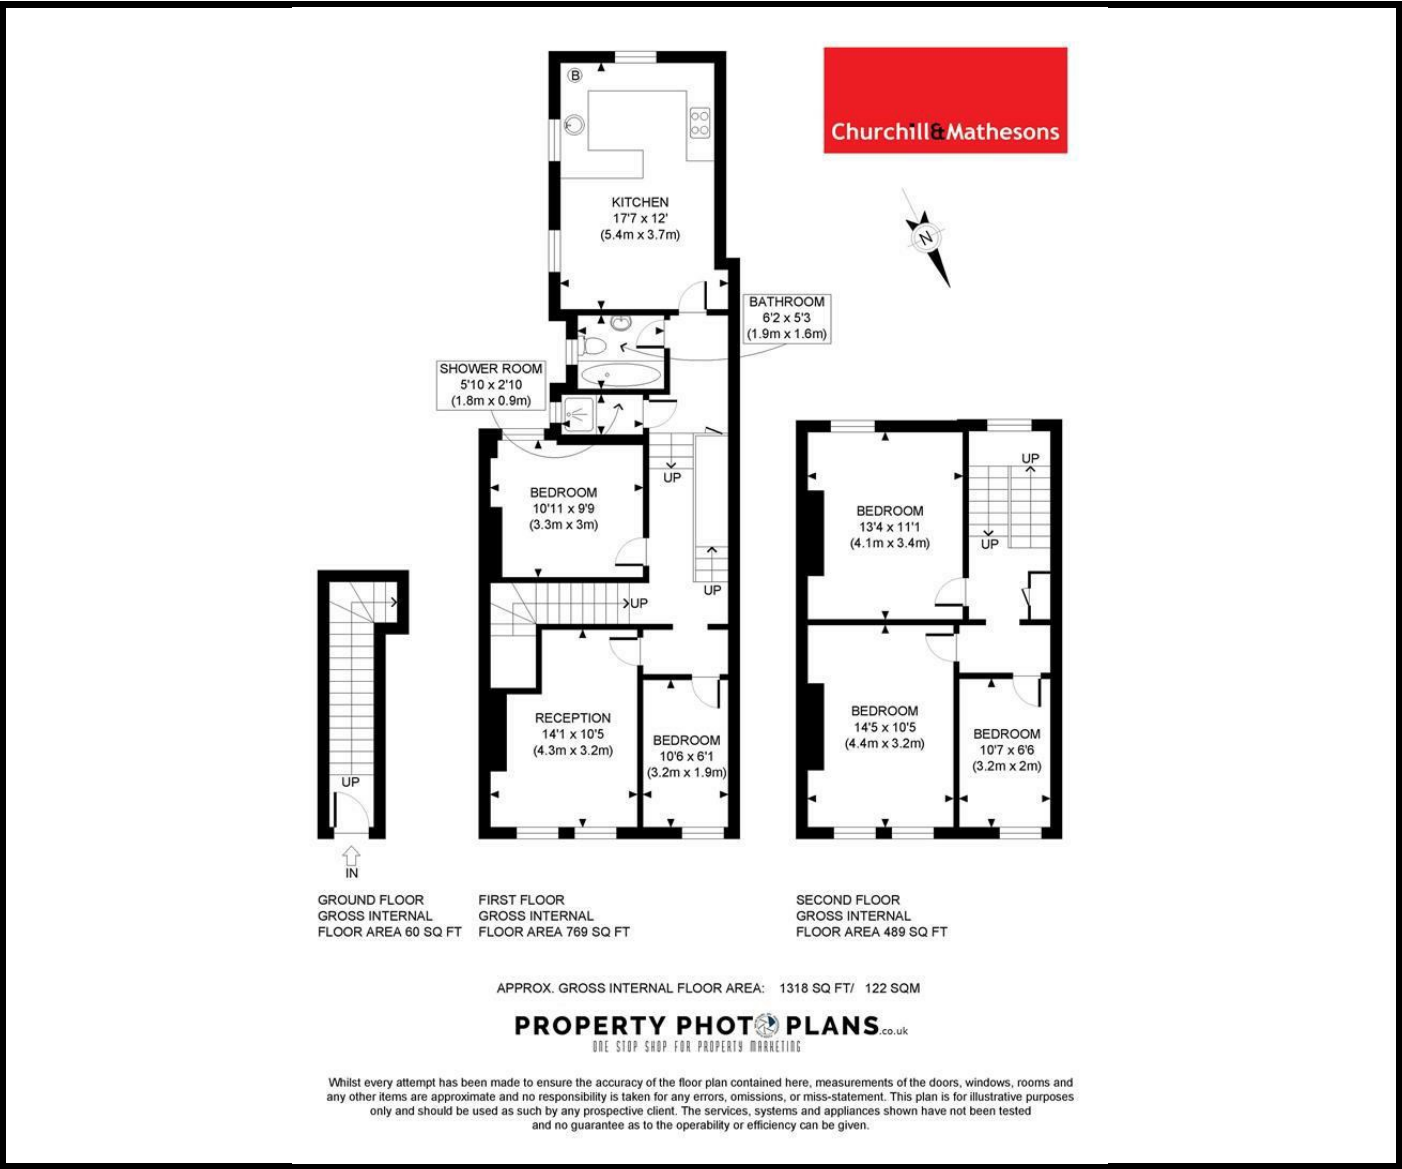 Churchill&Mathesons
N
B
KITCHEN
17'7 x 12'
(5.4m x 3.7m)
BATHROOM
6'2 x 5'3
(1.9m x 1.6m)
SHOWER ROOM
5'10 x 2'10
(1.8m x 0.9m)
UP
BEDROOM
10'11 x 9'9
(3.3m x 3m)
UP
UP
RECEPTION
14'1 x 10'5
(4.3m x 3.2m)
BEDROOM
10'6 x 6'1
(3.2m x 1.9m)
UP
UP
BEDROOM
13'4 x 11'1
(4.1m x 3.4m)
BEDROOM
14'5 x 10'5
(4.4m x 3.2m)
BEDROOM
10'7 x 6'6
(3.2m x 2m)
UP
IN
GROUND FLOOR
GROSS INTERNAL
FLOOR AREA 60 SQ FT
FIRST FLOOR
GROSS INTERNAL
FLOOR AREA 769 SQ FT
SECOND FLOOR
GROSS INTERNAL
FLOOR AREA 489 SQ FT
APPROX. GROSS INTERNAL FLOOR AREA: 1318 SQ FT/ 122 SQM
PROPERTY PHOTO PLANS.co.uk
ONE STOP SHOP FOR PROPERTY MARKETING
Whilst every attempt has been made to ensure the accuracy of the floor plan contained here, measurements of the doors, windows, rooms and
any other items are approximate and no responsibility is taken for any errors, omissions, or miss-statement. This plan is for illustrative purposes
only and should be used as such by any prospective client. The services, systems and appliances shown have not been tested
and no guarantee as to the operability or efficiency can be given.